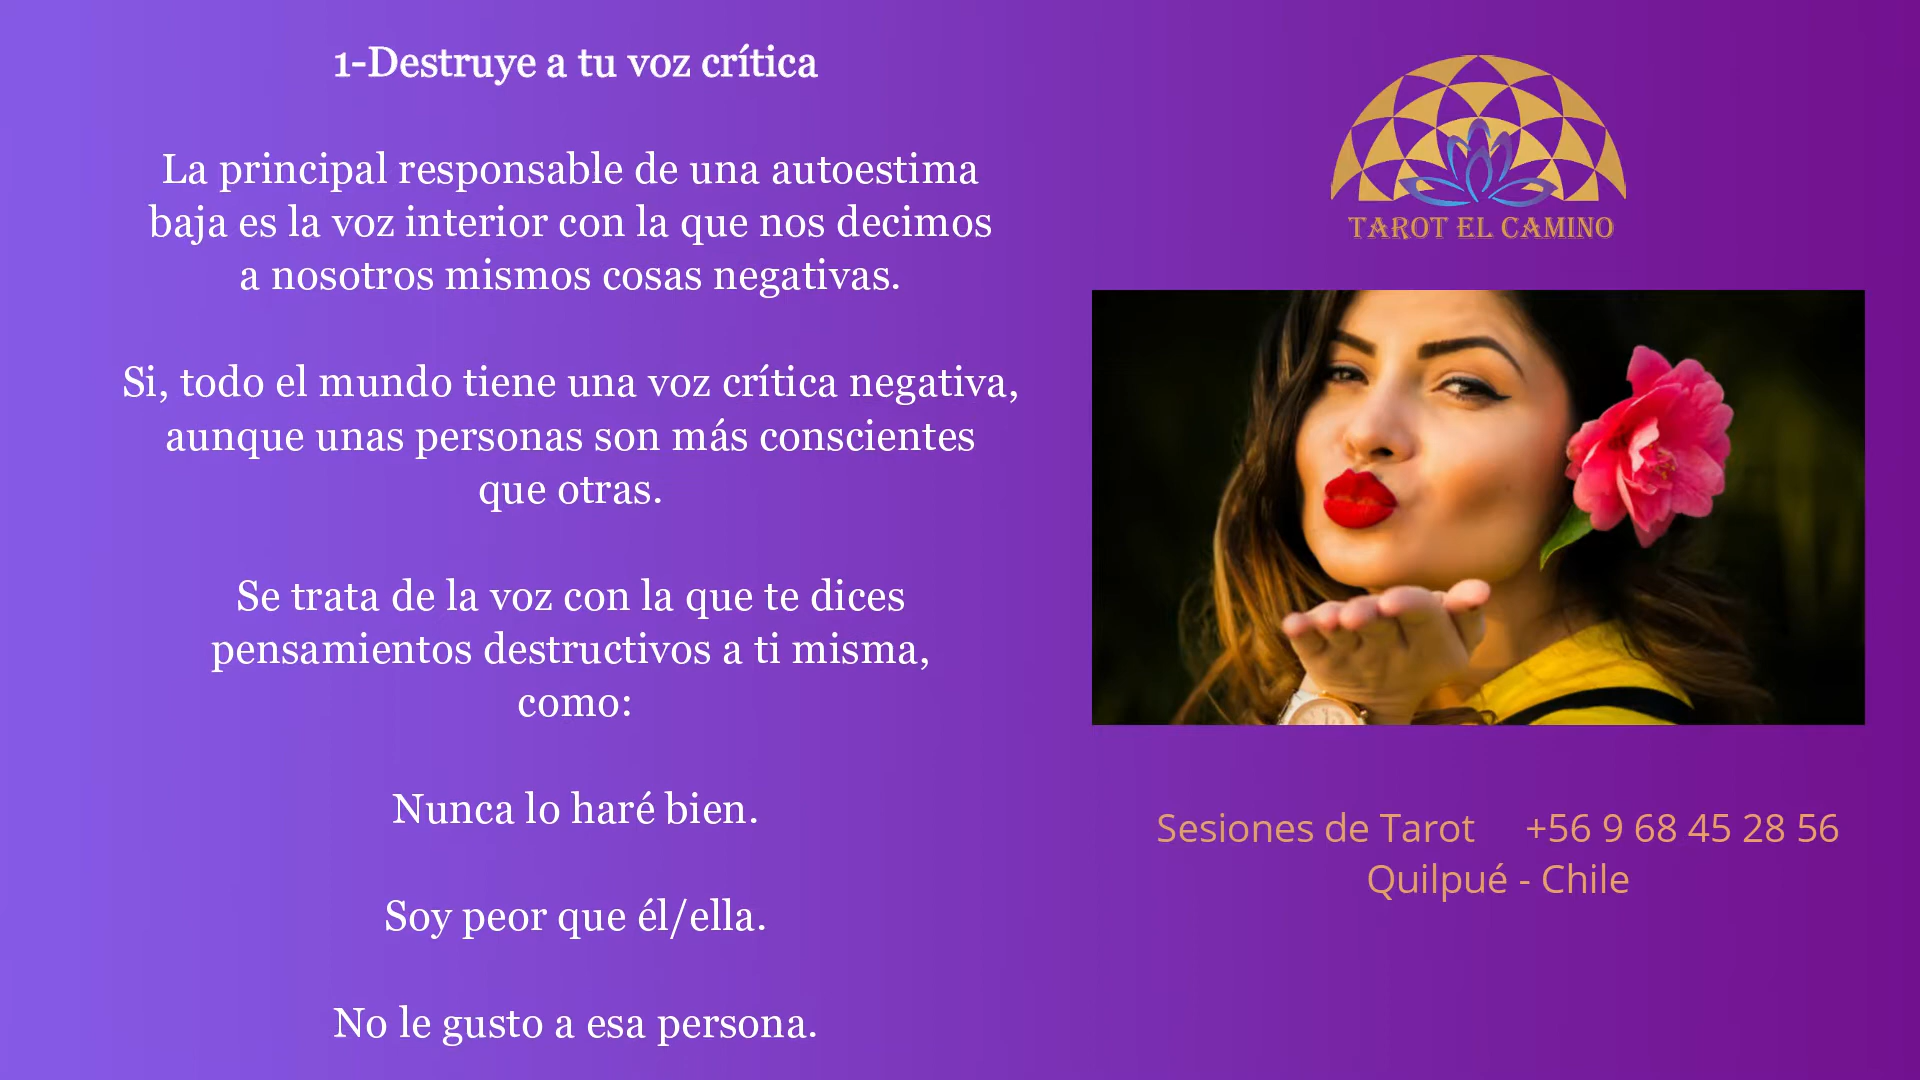 1-Destruye a tu voz crítica
La principal responsable de una autoestima
baja es la voz interior con la que nos decimos
a nosotros mismos cosas negativas.
Si, todo el mundo tiene una voz crítica negativa,
aunque unas personas son más conscientes
que otras.
Se trata de la voz con la que te dices
pensamientos destructivos a ti misma,
como:
Nunca lo haré bien.
Soy peor que él/ella.
No le gusto a esa persona.
TAROT EL CAMINO
Sesiones de Tarot +56 9 68 45 28 56
Quilpué - Chile